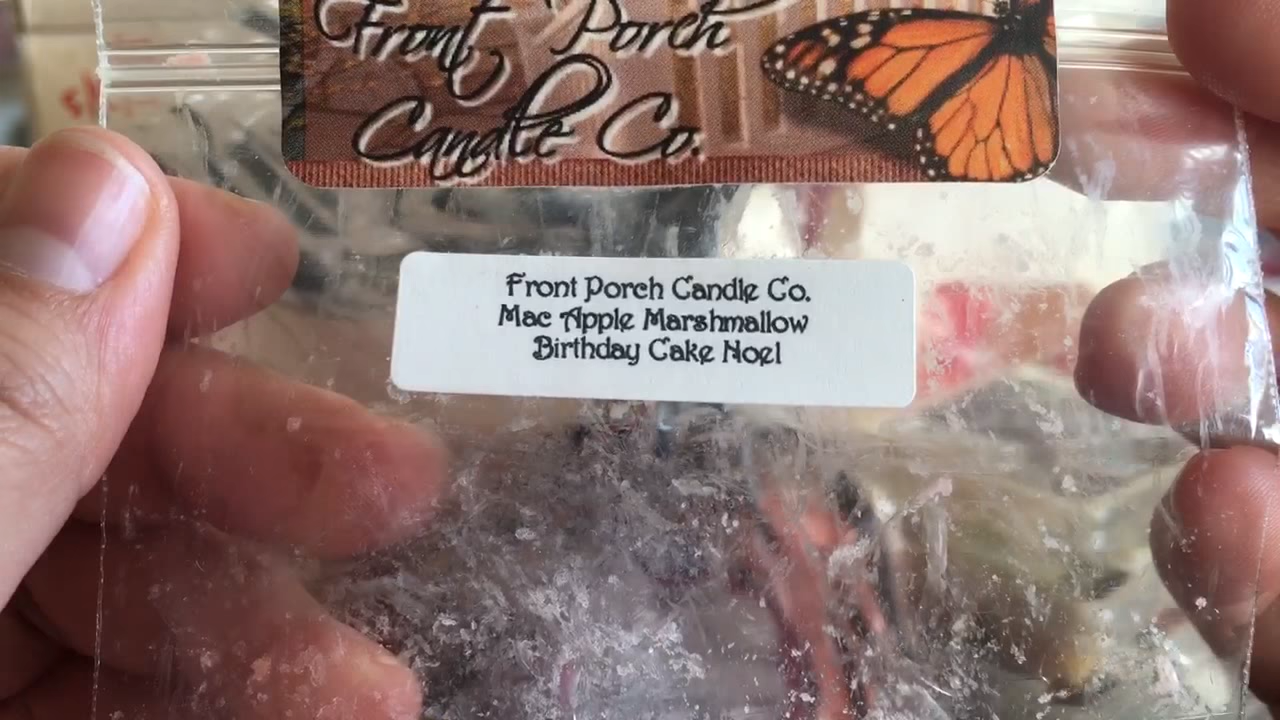 Front Porch
Candle Co.
Front Porch Candle Co.
Mac Apple Marshmallow
Birthday Cake Noel